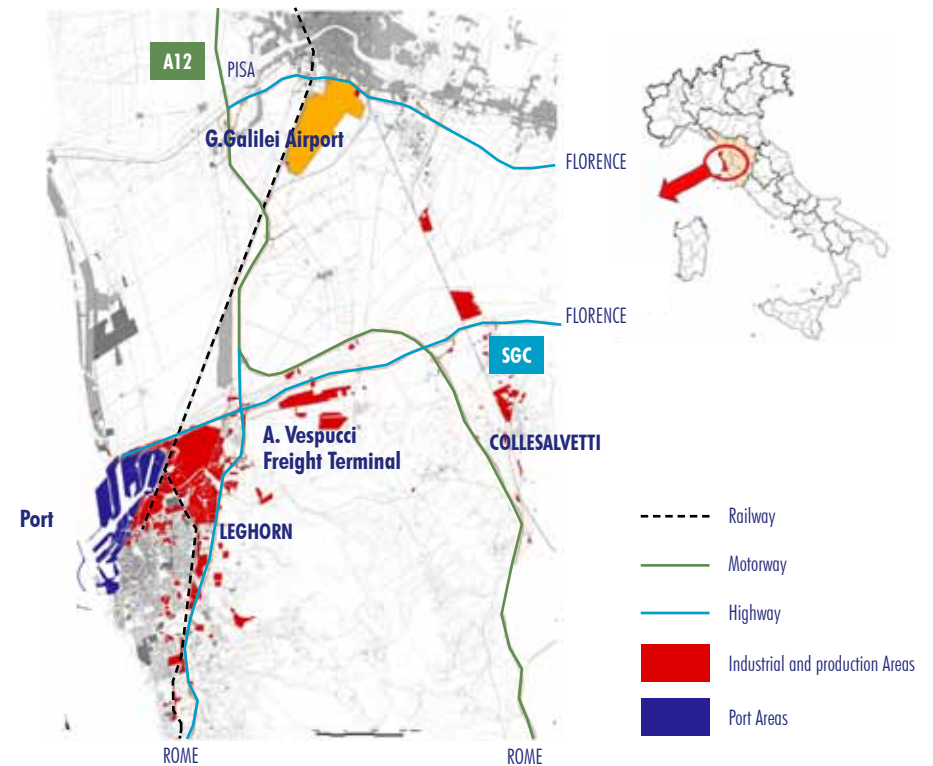 A12
PISA
G.Galilei Airport
FLORENCE
FLORENCE
SGC
A. Vespucci
Freight Terminal
COLLESALVETTI
Port
LEGHORN
Railway
Motorway
Highway
Industrial and production Areas
Port Areas
ROME
ROME